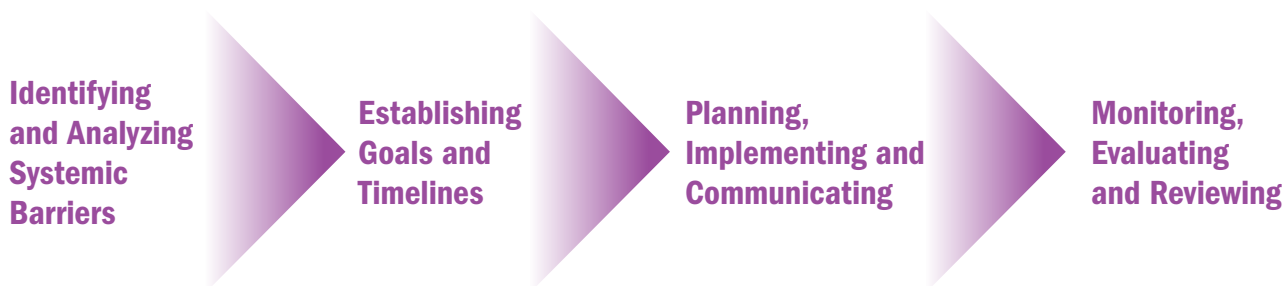 Identifying
and Analyzing
Systemic
Barriers
Establishing
Goals and
Timelines
Planning,
Implementing and
Communicating
Monitoring,
Evaluating
and Reviewing